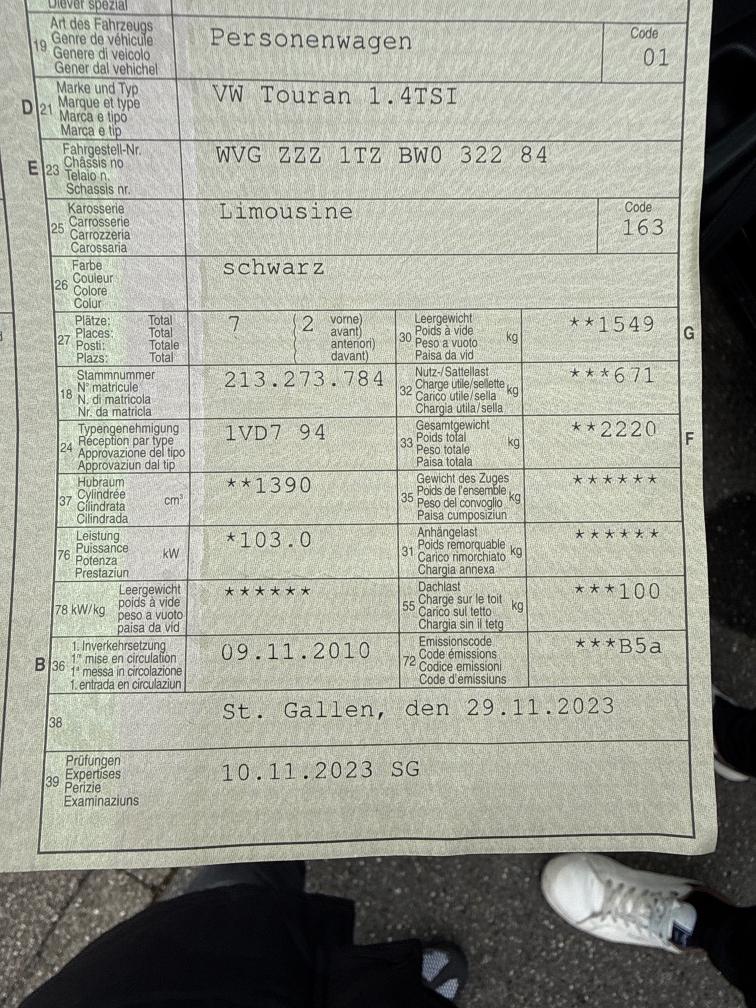 Diever spezial
19 Art des Fahrzeugs
Genre de véhicule
Genere di veicolo
Gener dal vehichel
Personenwagen
Code
01
D 21 Marke und Typ
Marque et type
Marca e tipo
Marca e tip
VW Touran 1.4TSI
E 23 Fahrgestell-Nr.
Châssis no
Telaio n.
Schassis nr.
WVG ZZZ 1TZ BW0 322 84
25 Karosserie
Carrosserie
Carrozzeria
Carossaria
Limousine
Code
163
26 Farbe
Couleur
Colore
Colur
schwarz
27 Plätze: Total
Places: Total
Posti: Totale
Plazs: Total
7 ( 2 vorne)
avant)
anteriori)
davant)
30 Leergewicht
Poids à vide
Peso a vuoto
Paisa da vid
kg
**1549
G
18 Stammnummer
N° matricule
N. di matricola
Nr. da matricla
213.273.784
32 Nutz-/Sattellast
Charge utile/sellette
Carico utile/sella
Chargia utila/sella
kg
***671
24 Typengenehmigung
Réception par type
Approvazione del tipo
Approvaziun dal tip
1VD7 94
33 Gesamtgewicht
Poids total
Peso totale
Paisa totala
kg
**2220
F
37 Hubraum
Cylindrée
Cilindrata
Cilindrada
cm³
**1390
35 Gewicht des Zuges
Poids de l'ensemble
Peso del convoglio
Paisa cumposiziun
kg
******
76 Leistung
Puissance
Potenza
Prestaziun
kW
*103.0
31 Anhängelast
Poids remorquable
Carico rimorchiato
Chargia annexa
kg
******
78 kW/kg
Leergewicht
poids à vide
peso a vuoto
paisa da vid
******
55 Dachlast
Charge sur le toit
Carico sul tetto
Chargia sin il tetg
kg
***100
B 36 1. Inverkehrsetzung
1re mise en circulation
1a messa in circolazione
1. entrada en circulaziun
09.11.2010
72 Emissionscode
Code émissions
Codice emissioni
Code d'emissiuns
***B5a
38
St. Gallen, den 29.11.2023
39 Prüfungen
Expertises
Perizie
Examinaziuns
10.11.2023 SG